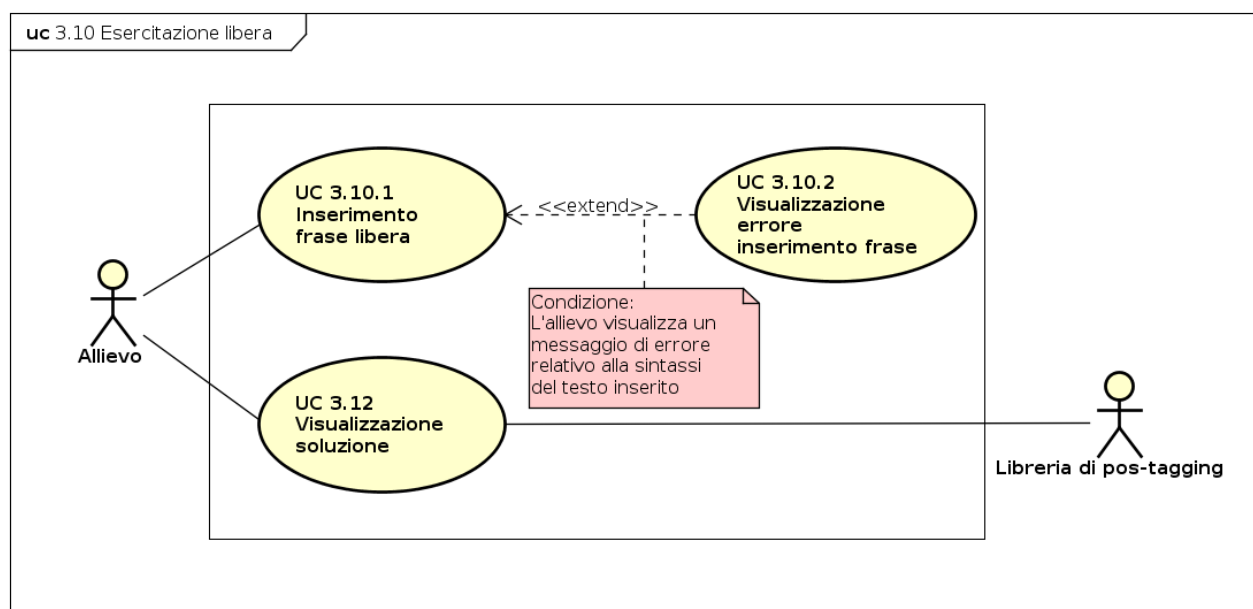 uc 3.10 Esercitazione libera
UC 3.10.1
Inserimento
frase libera
<<extend>>
UC 3.10.2
Visualizzazione
errore
inserimento frase
Condizione:
L'allievo visualizza un
messaggio di errore
relativo alla sintassi
del testo inserito
Allievo
UC 3.12
Visualizzazione
soluzione
Libreria di pos-tagging